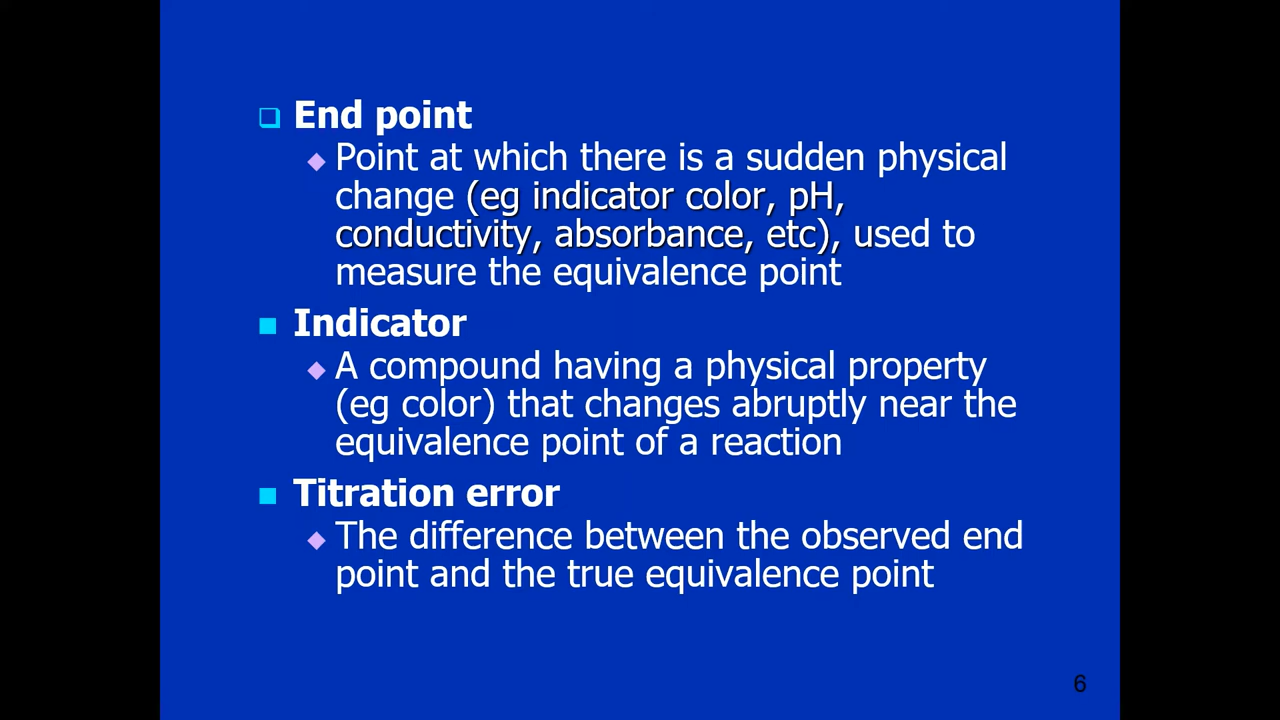 End point
Point at which there is a sudden physical
change (eg indicator color, pH,
conductivity, absorbance, etc), used to
measure the equivalence point
Indicator
A compound having a physical property
(eg color) that changes abruptly near the
equivalence point of a reaction
Titration error
The difference between the observed end
point and the true equivalence point
6